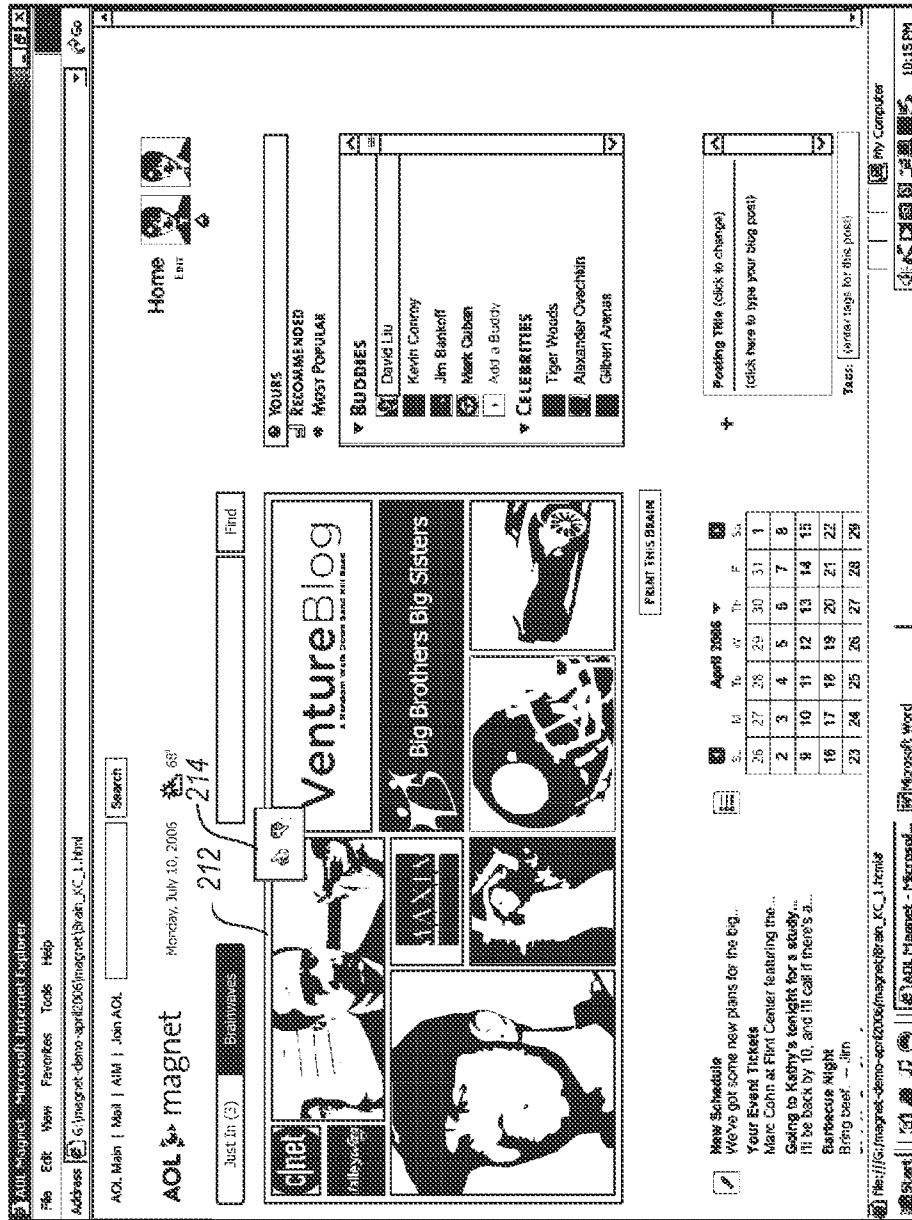 AOL Magnet - Microsoft Internet Explorer
File Edit View Favorites Tools Help
Address G:\magnet-demo-april2006\magnet\Brain_KC_1.html Go
AOL Main | Mail | AIM | Join AOL Search
AOL magnet
Monday, July 10, 2006 68°
Home
EDIT
212
214
Just In (3) Brainwaves Find
c|net
VentureBlog
A Random Walk Down Sand Hill Road
Big Brothers Big Sisters
PRINT THIS BRAIN
YOURS
RECOMMENDED
MOST POPULAR
BUDDIES
David Liu
Kevin Conroy
Jim Bankoff
Mark Cuban
Add a Buddy
CELEBRITIES
Tiger Woods
Alexander Ovechkin
Gilbert Arenas
New Schedule
We've got some new plans for the big...
Your Event Tickets
Marc Cohn at Flint Center featuring the...
Going to Kathy's tonight for a study...
I'll be back by 10, and I'll call if there's a...
Barbecue Night
Bring beef. -- Jim
April 2006
S M Tu W Th F Sa
26 27 28 29 30 31 1
2 3 4 5 6 7 8
9 10 11 12 13 14 15
16 17 18 19 20 21 22
23 24 25 26 27 28 29
Posting Title (click to change)
(click here to type your blog post)
TAGS: (enter tags for this post)
file:///G:/magnet-demo-april2006/magnet/Brain_KC_1.html# My Computer
Start AOL Magnet - Microsof... Microsoft Word 10:15 PM